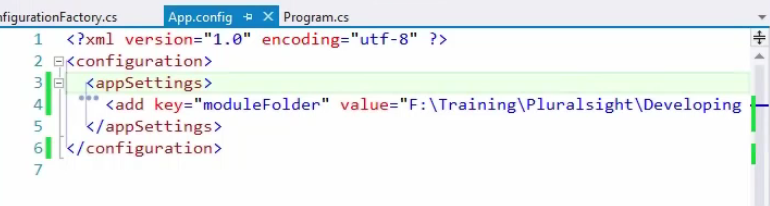 nfigurationFactory.cs App.config Program.cs
1 <?xml version="1.0" encoding="utf-8" ?>
2 <configuration>
3 <appSettings>
4 <add key="moduleFolder" value="F:\Training\Pluralsight\Developing
5 </appSettings>
6 </configuration>
7